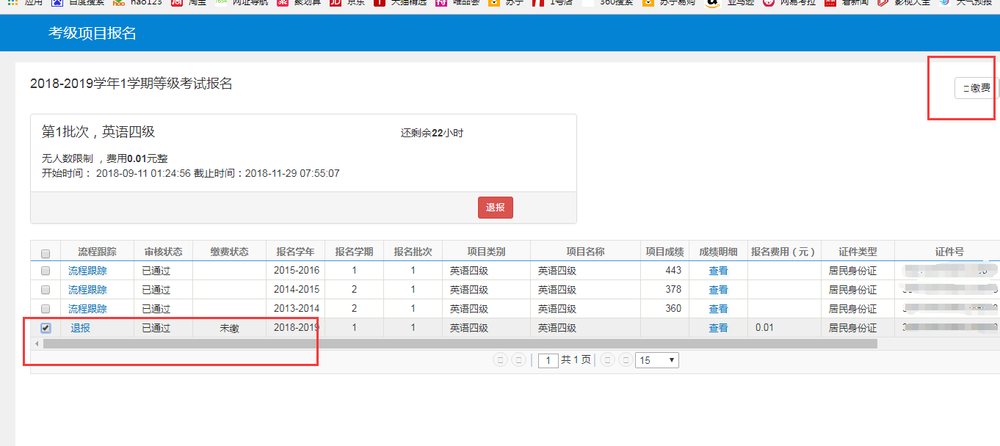 应用 百度搜索 hao123 淘宝 网址导航 聚划算 京东 天猫精选 唯品会 苏宁 1号店 360搜索 苏宁易购 亚马逊 网易考拉 看新闻 影视大全 天气预报
考级项目报名
2018-2019学年1学期等级考试报名
缴费
第1批次，英语四级 还剩余22小时
无人数限制 ，费用0.01元整
开始时间： 2018-09-11 01:24:56 截止时间：2018-11-29 07:55:07
退报
流程跟踪 审核状态 缴费状态 报名学年 报名学期 报名批次 项目类别 项目名称 项目成绩 成绩明细 报名费用（元） 证件类型 证件号
流程跟踪 已通过 2015-2016 1 1 英语四级 英语四级 443 查看 居民身份证
流程跟踪 已通过 2014-2015 2 1 英语四级 英语四级 378 查看 居民身份证
流程跟踪 已通过 2013-2014 2 1 英语四级 英语四级 360 查看 居民身份证
退报 已通过 未缴 2018-2019 1 1 英语四级 英语四级 查看 0.01 居民身份证
1 共 1 页 15